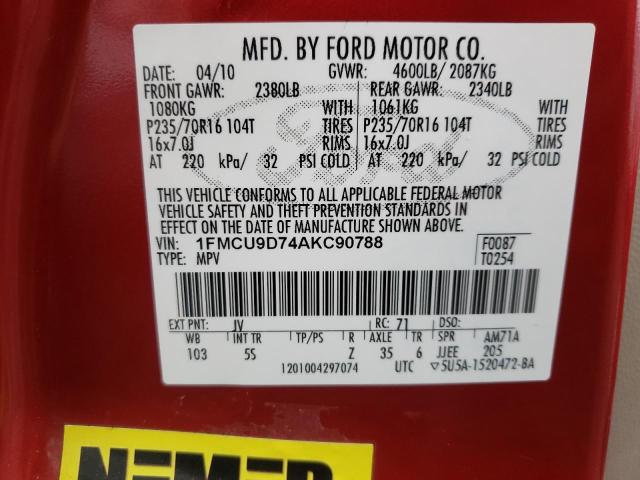 MFD. BY FORD MOTOR CO.
DATE: 04/10 GVWR: 4600LB/ 2087KG
FRONT GAWR: 2380LB REAR GAWR: 2340LB
1080KG WITH 1061KG WITH
P235/70R16 104T TIRES P235/70R16 104T TIRES
16x7.0J RIMS 16x7.0J RIMS
AT 220 kPa/ 32 PSI COLD AT 220 kPa/ 32 PSI COLD
THIS VEHICLE CONFORMS TO ALL APPLICABLE FEDERAL MOTOR
VEHICLE SAFETY AND THEFT PREVENTION STANDARDS IN
EFFECT ON THE DATE OF MANUFACTURE SHOWN ABOVE.
VIN: 1FMCU9D74AKC90788 F0087
TYPE: MPV T0254
Ford
EXT PNT: JV RC: 71 DSO:
WB INT TR TP/PS R AXLE TR SPR AM71A
103 5S Z 35 6 JJEE 205
1201004297074 UTC ▽5U5A-1520472-BA